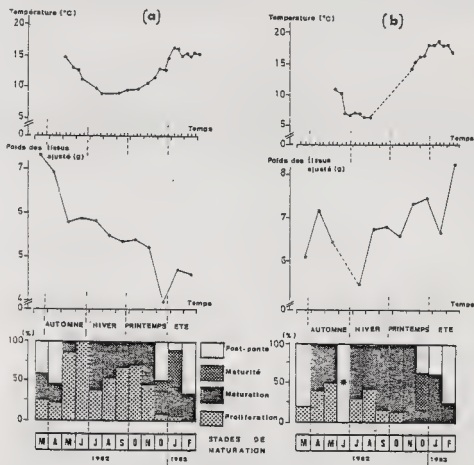 (a)
Température (°C)
20
15
10
5
0
Temps
Poids des tissus
ajusté (g)
7
6
5
4
0
Temps
AUTOMNE HIVER PRINTEMPS ETE
[%]
100
50
0
M A M J J A S O N D J F
1982 1983
Post-ponte
Maturité
Maturation
Prolifération
STADES DE
MATURATION
(b)
Température (°C)
20
15
10
5
0
Temps
Poids des tissus
ajusté (g)
8
7
6
0
Temps
AUTOMNE HIVER PRINTEMPS ETE
[%]
100
50
0
*
M A M J J A S O N D J F
1982 1983